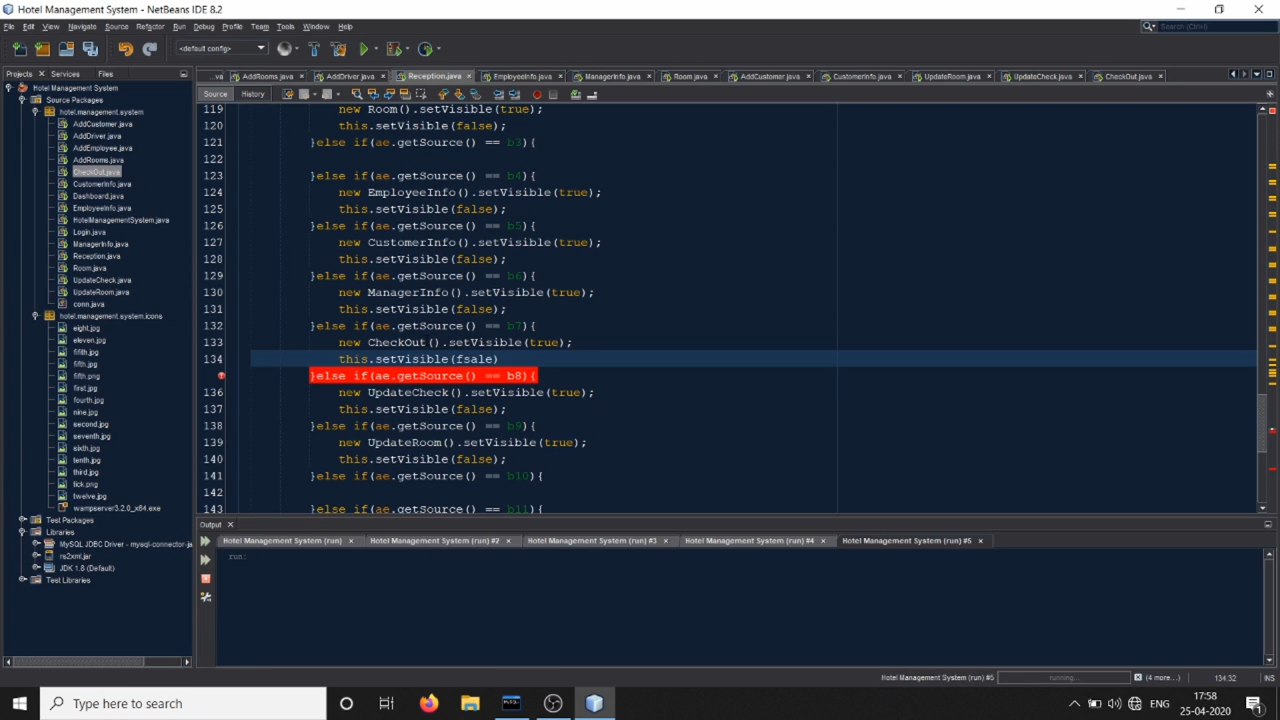 Hotel Management System - NetBeans IDE 8.2
File Edit View Navigate Source Refactor Run Debug Profile Team Tools Window Help
Search (Ctrl+I)
<default config>
Projects Services Files
...va AddRooms.java AddDriver.java Reception.java EmployeeInfo.java ManagerInfo.java Room.java AddCustomer.java CustomerInfo.java UpdateRoom.java UpdateCheck.java CheckOut.java
Source History
Hotel Management System
Source Packages
hotel.management.system
AddCustomer.java
AddDriver.java
AddEmployee.java
AddRooms.java
CheckOut.java
CustomerInfo.java
Dashboard.java
EmployeeInfo.java
HotelManagementSystem.java
Login.java
ManagerInfo.java
Reception.java
Room.java
UpdateCheck.java
UpdateRoom.java
conn.java
hotel.management.system.icons
eight.jpg
eleven.jpg
fifith.jpg
fifth.jpg
fifth.png
first.jpg
fourth.jpg
nine.jpg
second.jpg
seventh.jpg
sixth.jpg
tenth.jpg
third.jpg
tick.png
twelve.jpg
wampserver3.2.0_x64.exe
Test Packages
Libraries
MySQL JDBC Driver - mysql-connector-ja
rs2xml.jar
JDK 1.8 (Default)
Test Libraries
119 new Room().setVisible(true);
120 this.setVisible(false);
121 }else if(ae.getSource() == b3){
122
123 }else if(ae.getSource() == b4){
124 new EmployeeInfo().setVisible(true);
125 this.setVisible(false);
126 }else if(ae.getSource() == b5){
127 new CustomerInfo().setVisible(true);
128 this.setVisible(false);
129 }else if(ae.getSource() == b6){
130 new ManagerInfo().setVisible(true);
131 this.setVisible(false);
132 }else if(ae.getSource() == b7){
133 new CheckOut().setVisible(true);
134 this.setVisible(fsale)
}else if(ae.getSource() == b8){
136 new UpdateCheck().setVisible(true);
137 this.setVisible(false);
138 }else if(ae.getSource() == b9){
139 new UpdateRoom().setVisible(true);
140 this.setVisible(false);
141 }else if(ae.getSource() == b10){
142
143 }else if(ae.getSource() == b11){
Output
Hotel Management System (run) Hotel Management System (run) #2 Hotel Management System (run) #3 Hotel Management System (run) #4 Hotel Management System (run) #5
run:
Hotel Management System (run) #5 running... (4 more...) 134:32 INS
Type here to search
ENG
17:58
25-04-2020